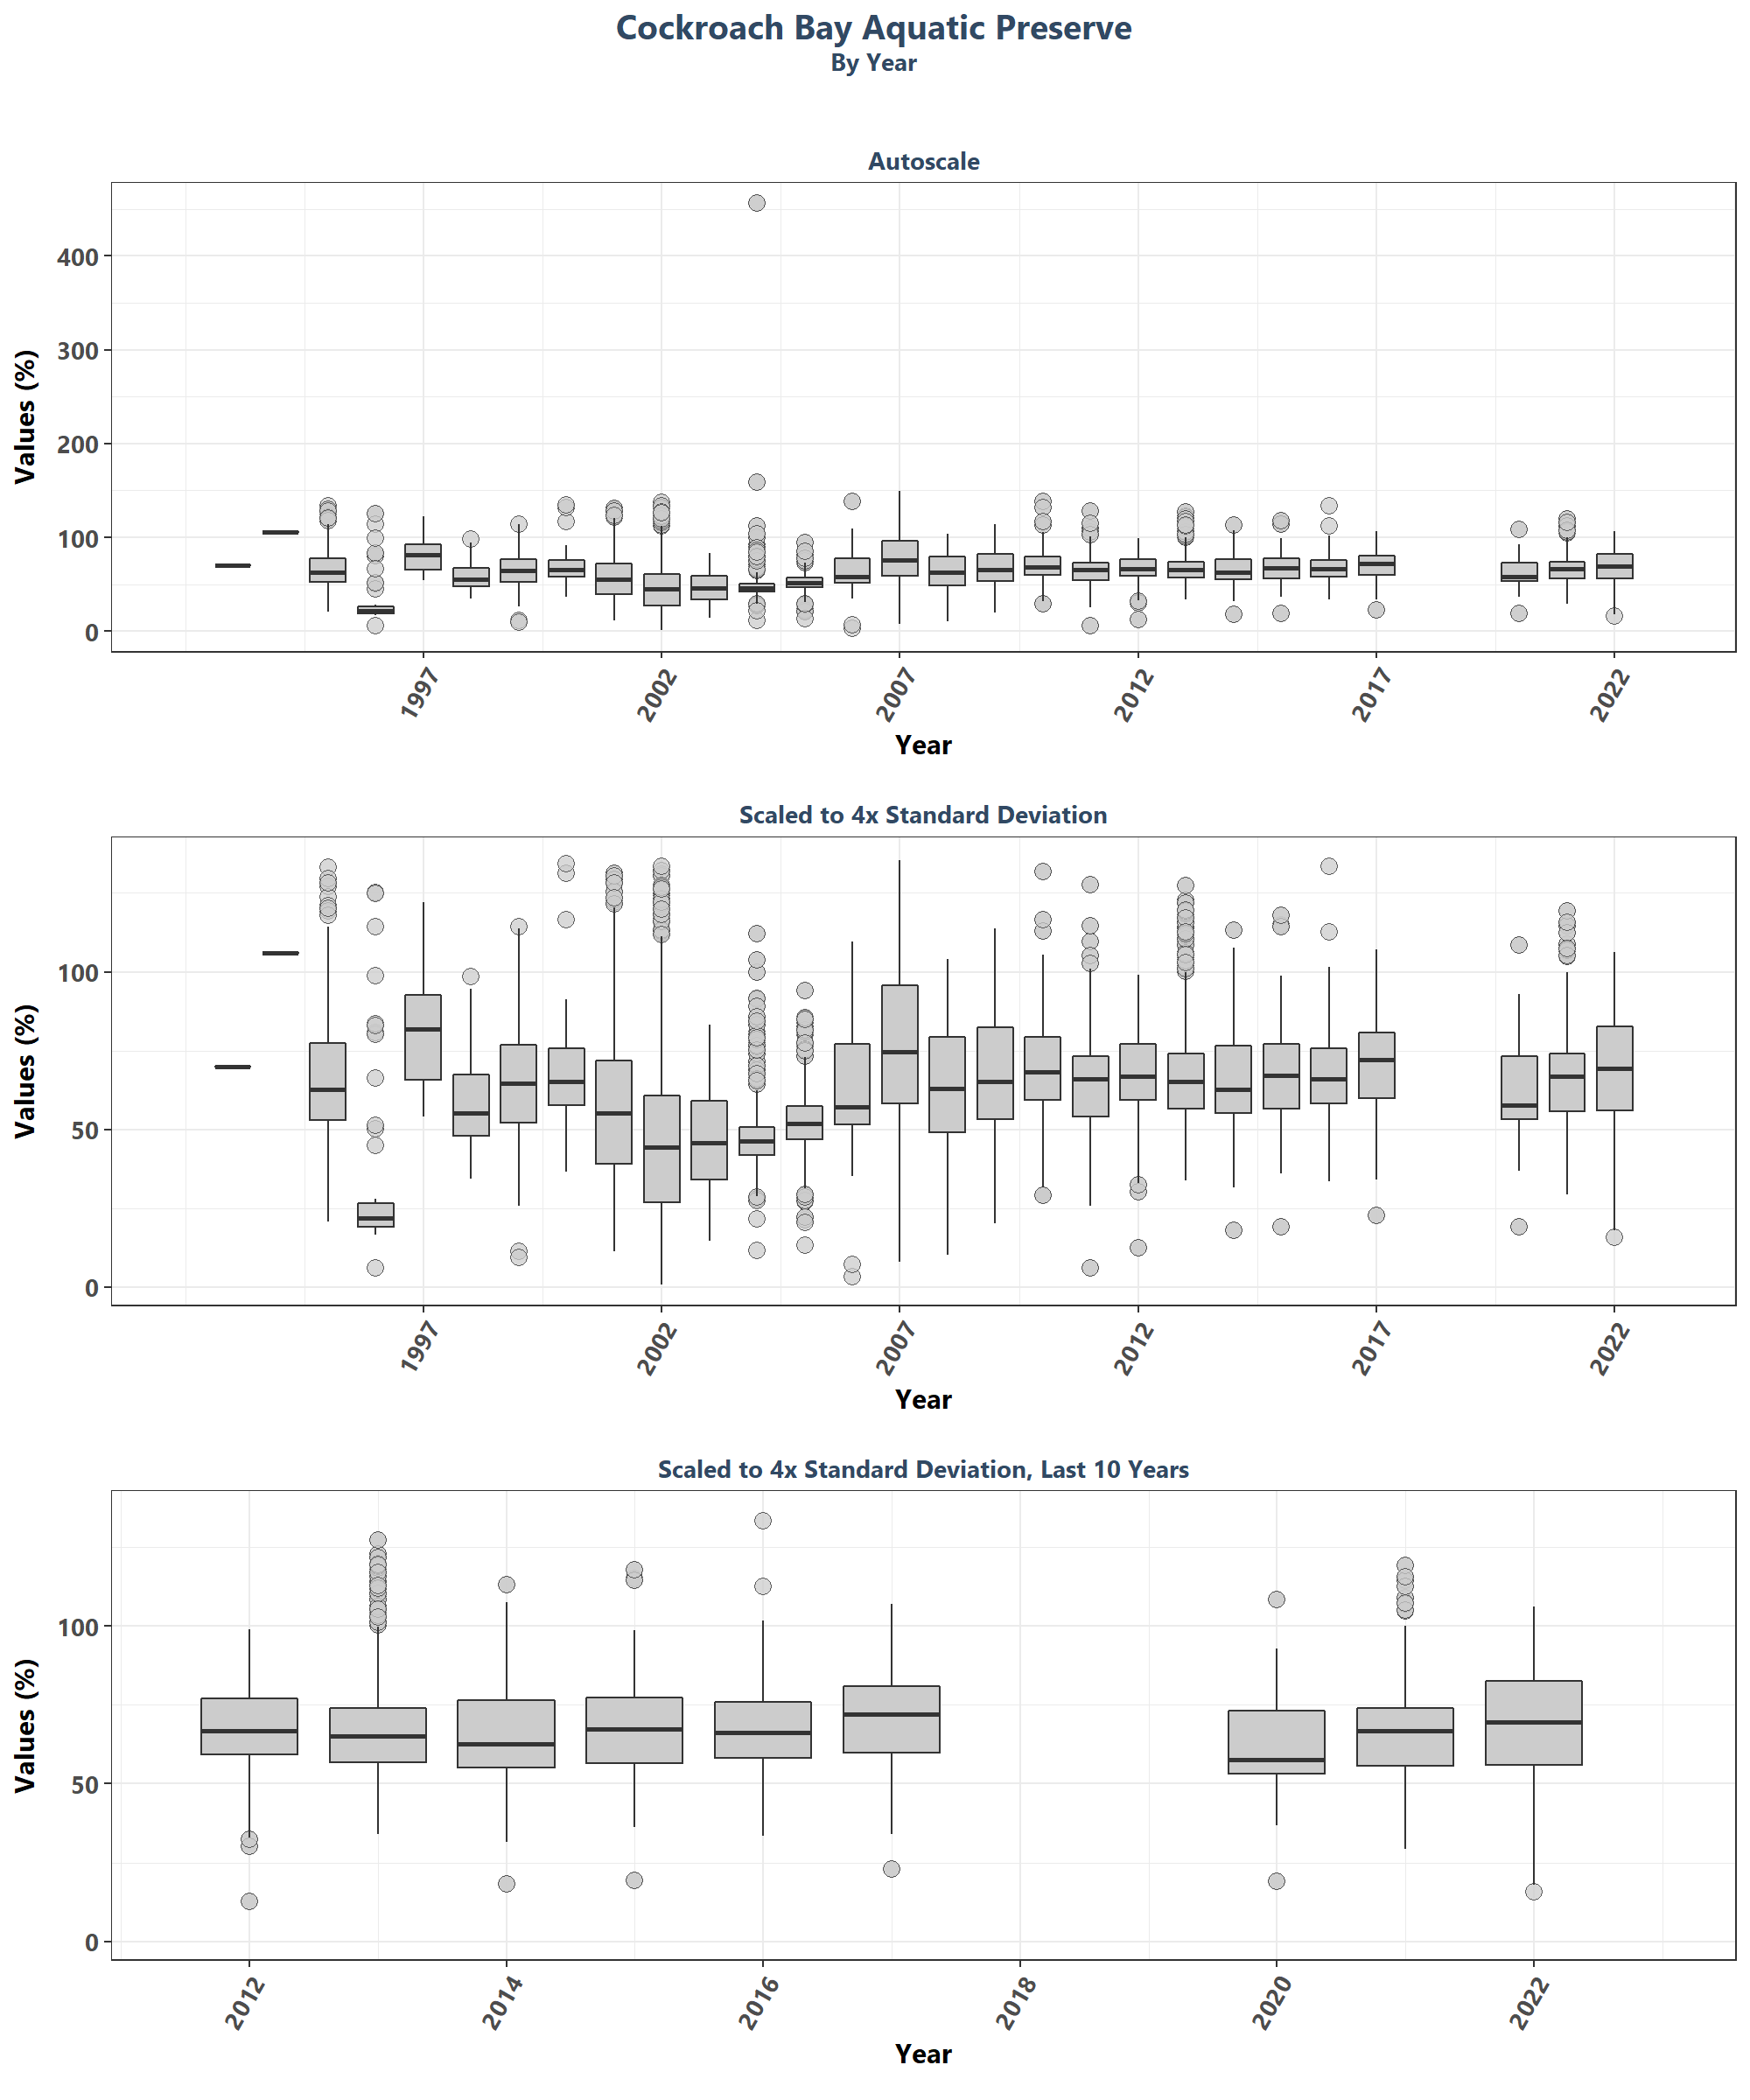 Cockroach Bay Aquatic Preserve
By Year
Autoscale
Values (%)
400
300
200
100
0
1997
2002
2007
2012
2017
2022
Year
Scaled to 4x Standard Deviation
Values (%)
100
50
0
1997
2002
2007
2012
2017
2022
Year
Scaled to 4x Standard Deviation, Last 10 Years
Values (%)
100
50
0
2012
2014
2016
2018
2020
2022
Year